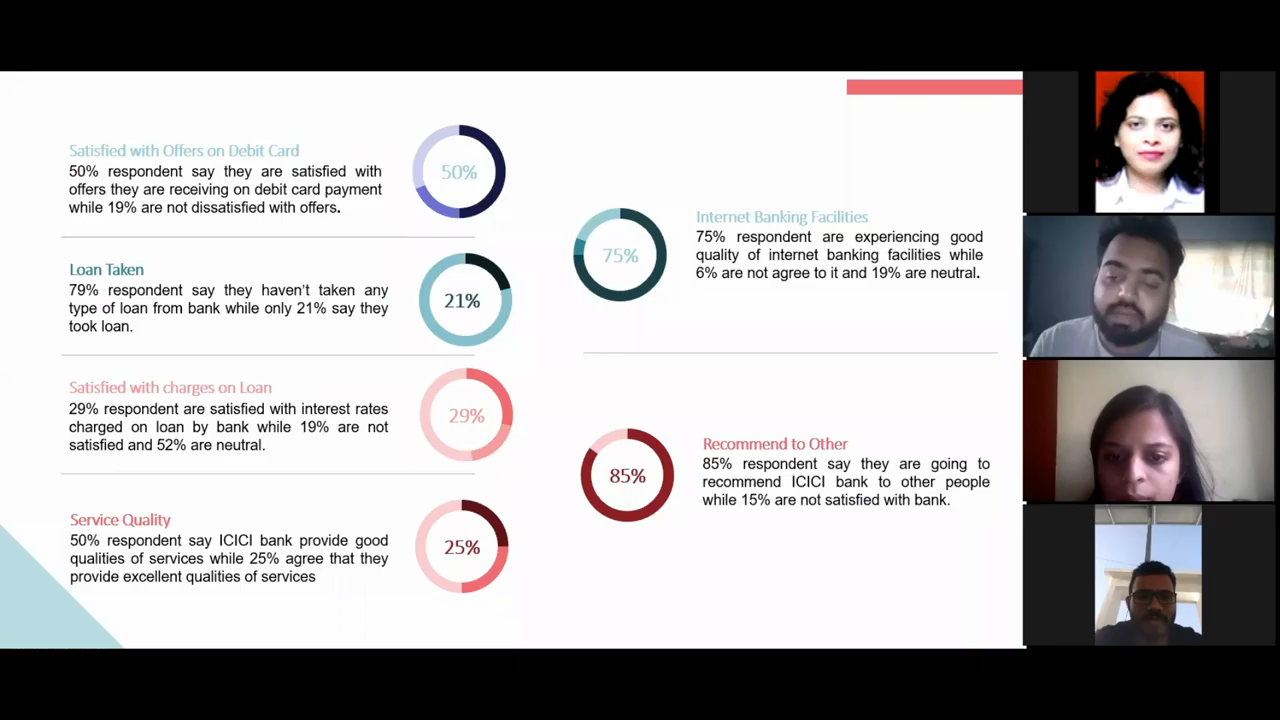 Satisfied with Offers on Debit Card
50% respondent say they are satisfied with
offers they are receiving on debit card payment
while 19% are not dissatisfied with offers.
50%
Loan Taken
79% respondent say they haven't taken any
type of loan from bank while only 21% say they
took loan.
21%
Satisfied with charges on Loan
29% respondent are satisfied with interest rates
charged on loan by bank while 19% are not
satisfied and 52% are neutral.
29%
Service Quality
50% respondent say ICICI bank provide good
qualities of services while 25% agree that they
provide excellent qualities of services
25%
Internet Banking Facilities
75% respondent are experiencing good
quality of internet banking facilities while
6% are not agree to it and 19% are neutral.
75%
Recommend to Other
85% respondent say they are going to
recommend ICICI bank to other people
while 15% are not satisfied with bank.
85%